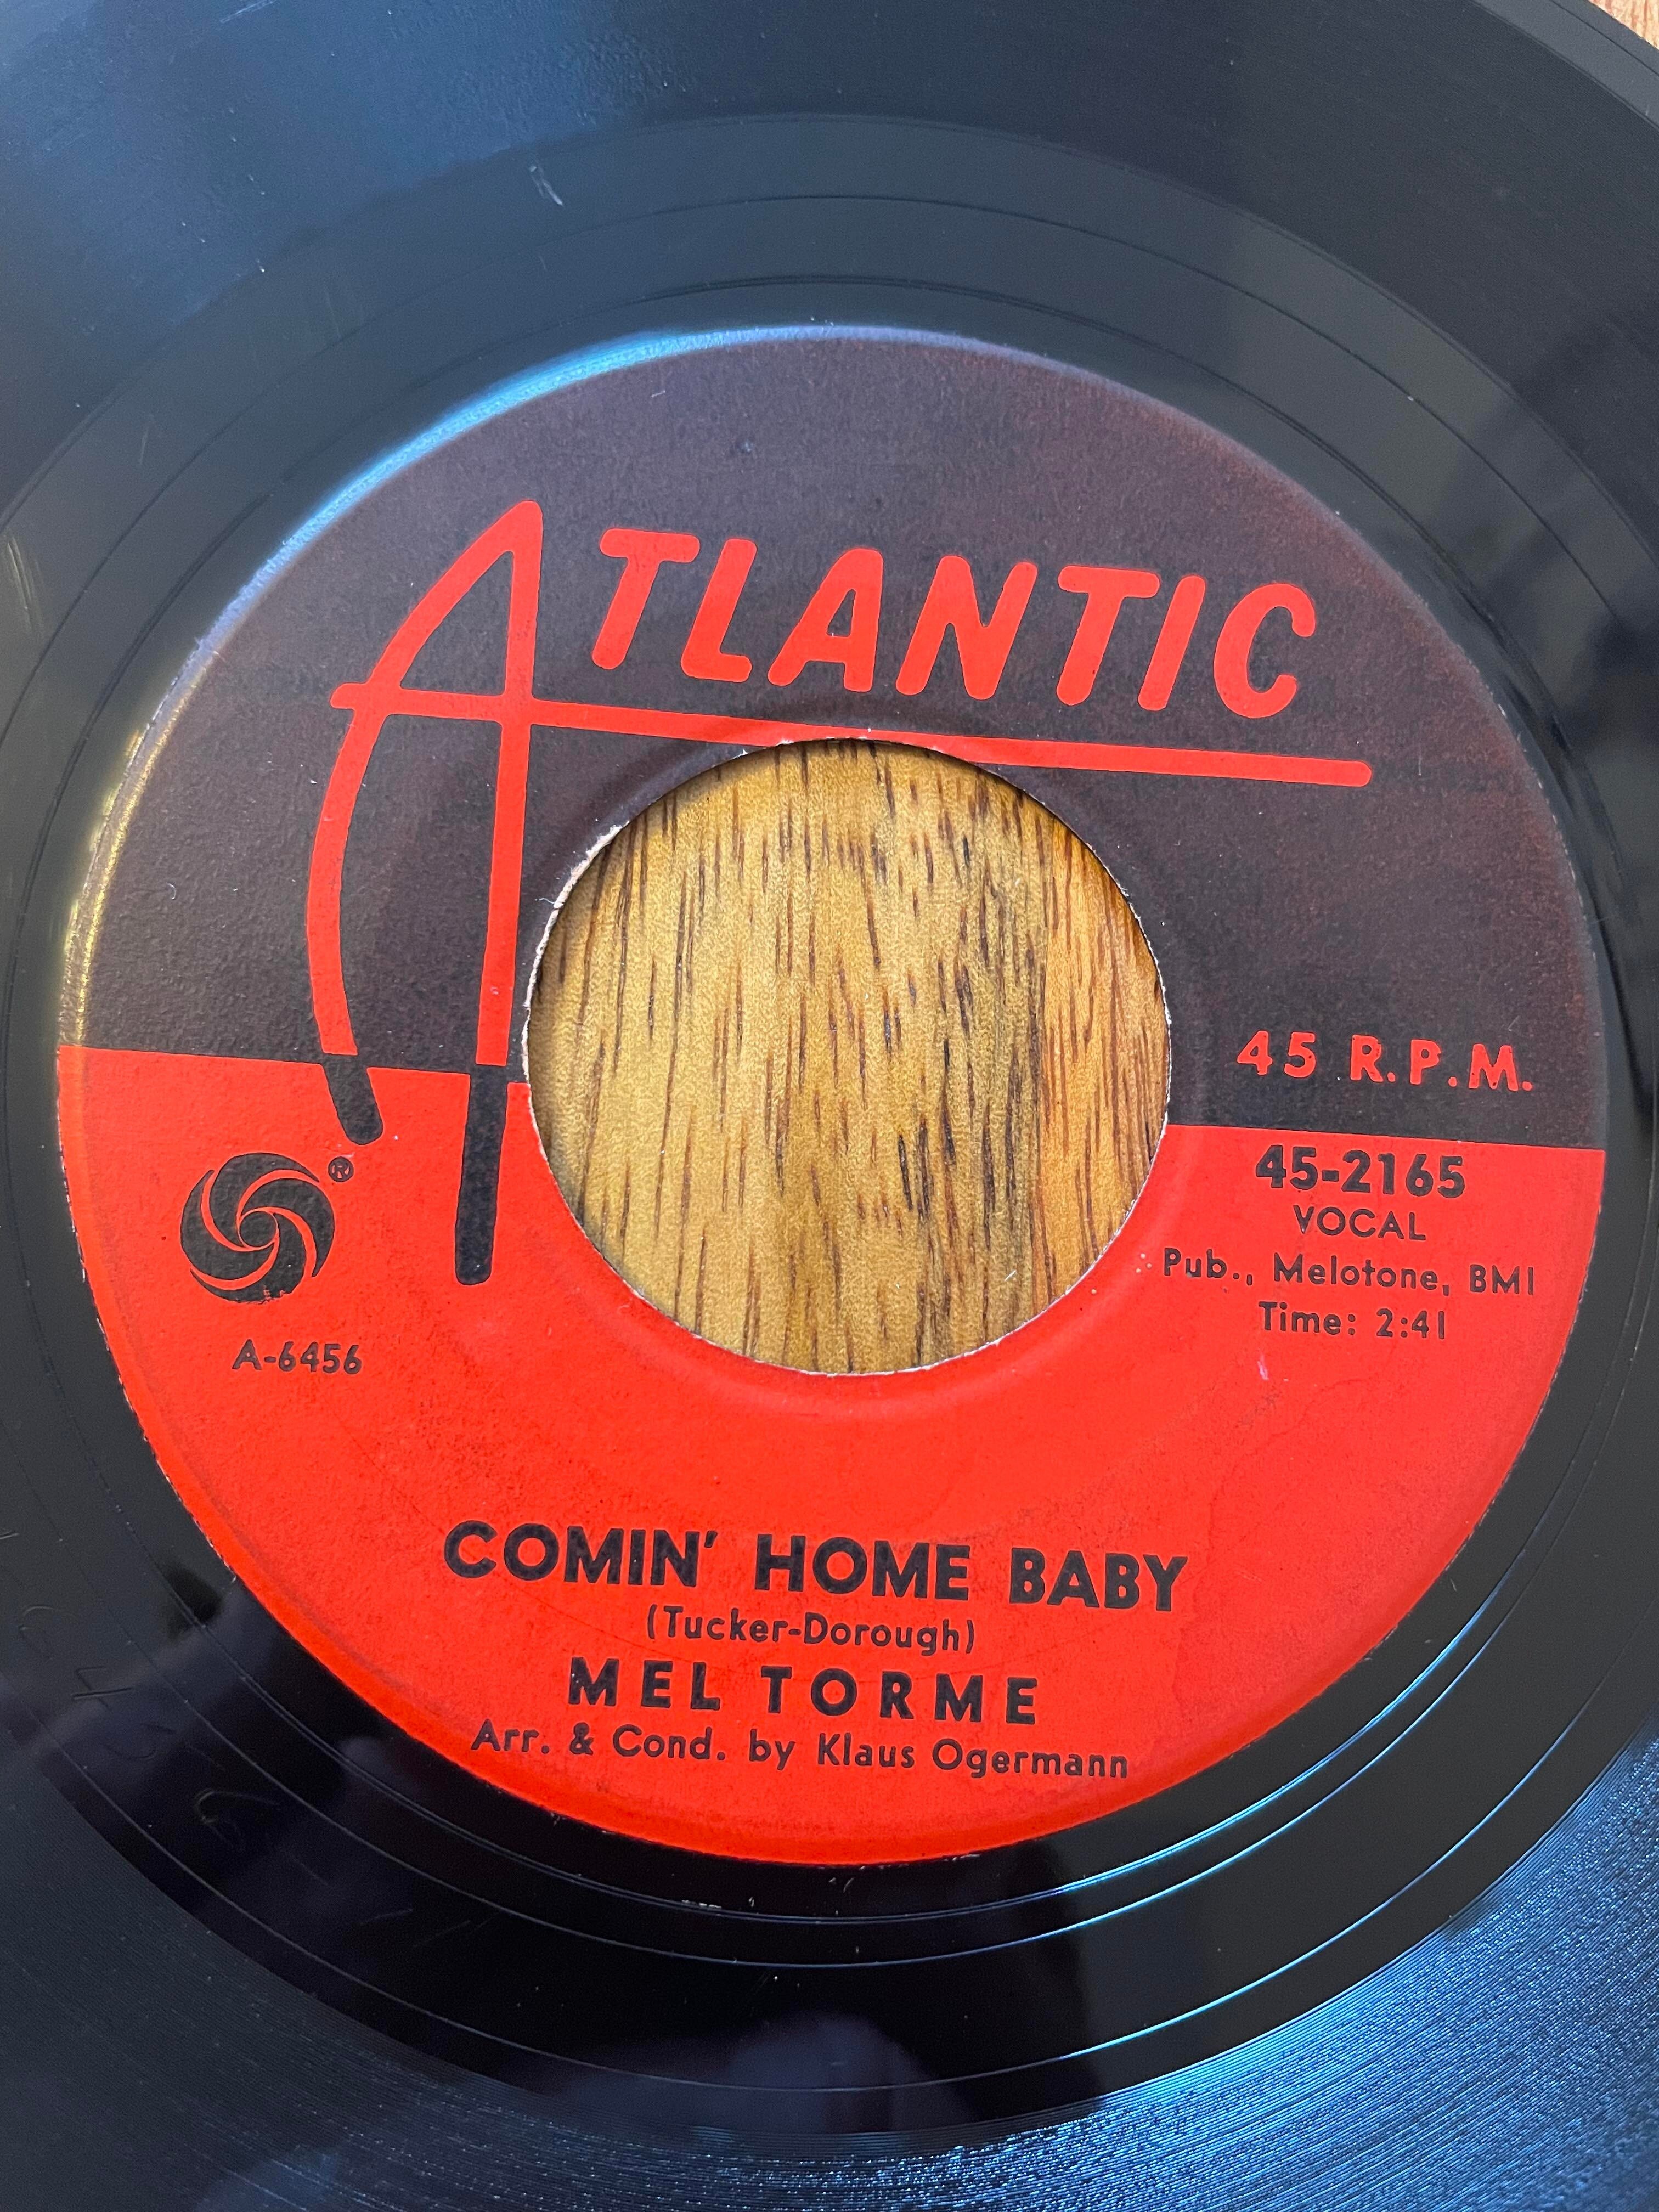 ATLANTIC
45 R.P.M.
®
45-2165
VOCAL
Pub., Melotone, BMI
Time: 2:41
A-6456
COMIN' HOME BABY
(Tucker-Dorough)
MEL TORME
Arr. & Cond. by Klaus Ogermann